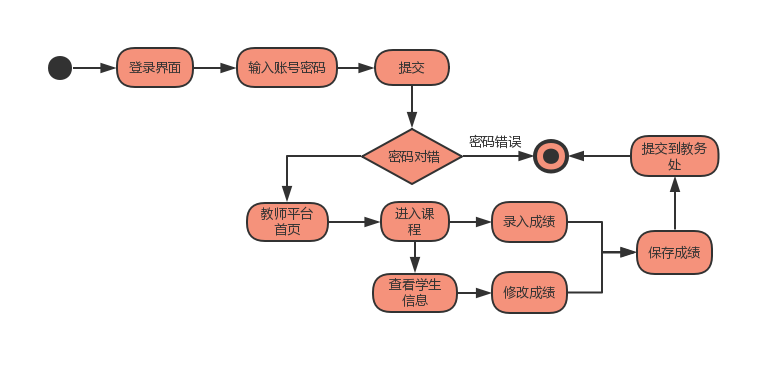 登录界面
输入账号密码
提交
密码对错
密码错误
提交到教务
处
教师平台
首页
进入课
程
录入成绩
保存成绩
查看学生
信息
修改成绩